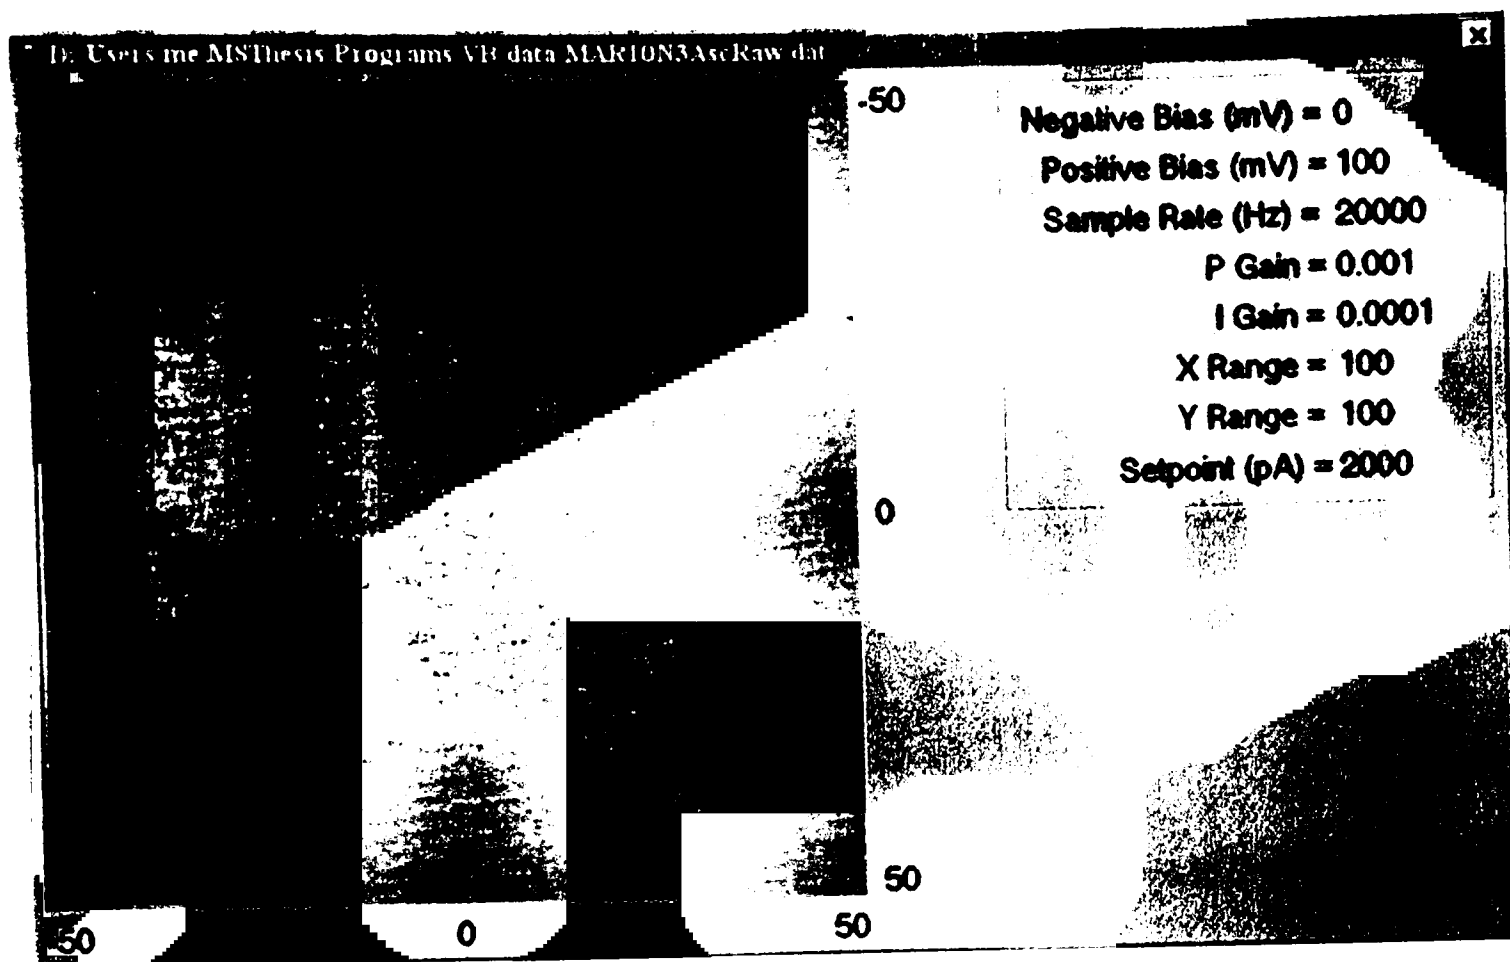 D: Users me MSThesis Programs VB data MAR10N3AscRaw dat
-50
Negative Bias (mV) = 0
Positive Bias (mV) = 100
Sample Rate (Hz) = 20000
P Gain = 0.001
I Gain = 0.0001
X Range = 100
Y Range = 100
Setpoint (pA) = 2000
0
50
-50 0 50